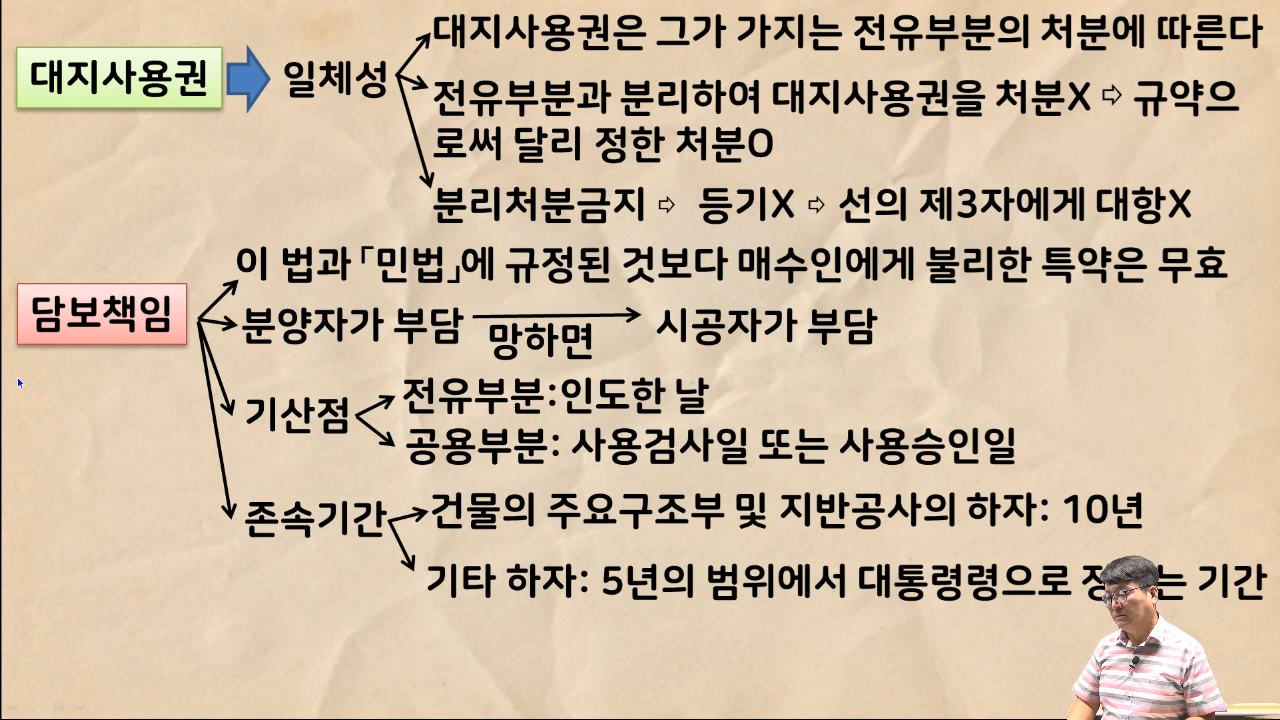 대지사용권
일체성
대지사용권은 그가 가지는 전유부분의 처분에 따른다
전유부분과 분리하여 대지사용권을 처분X ⇨ 규약으
로써 달리 정한 처분O
분리처분금지 ⇨ 등기X ⇨ 선의 제3자에게 대항X
담보책임
이 법과 「민법」에 규정된 것보다 매수인에게 불리한 특약은 무효
분양자가 부담
망하면
시공자가 부담
기산점
전유부분:인도한 날
공용부분: 사용검사일 또는 사용승인일
존속기간
건물의 주요구조부 및 지반공사의 하자: 10년
기타 하자: 5년의 범위에서 대통령령으로 기간